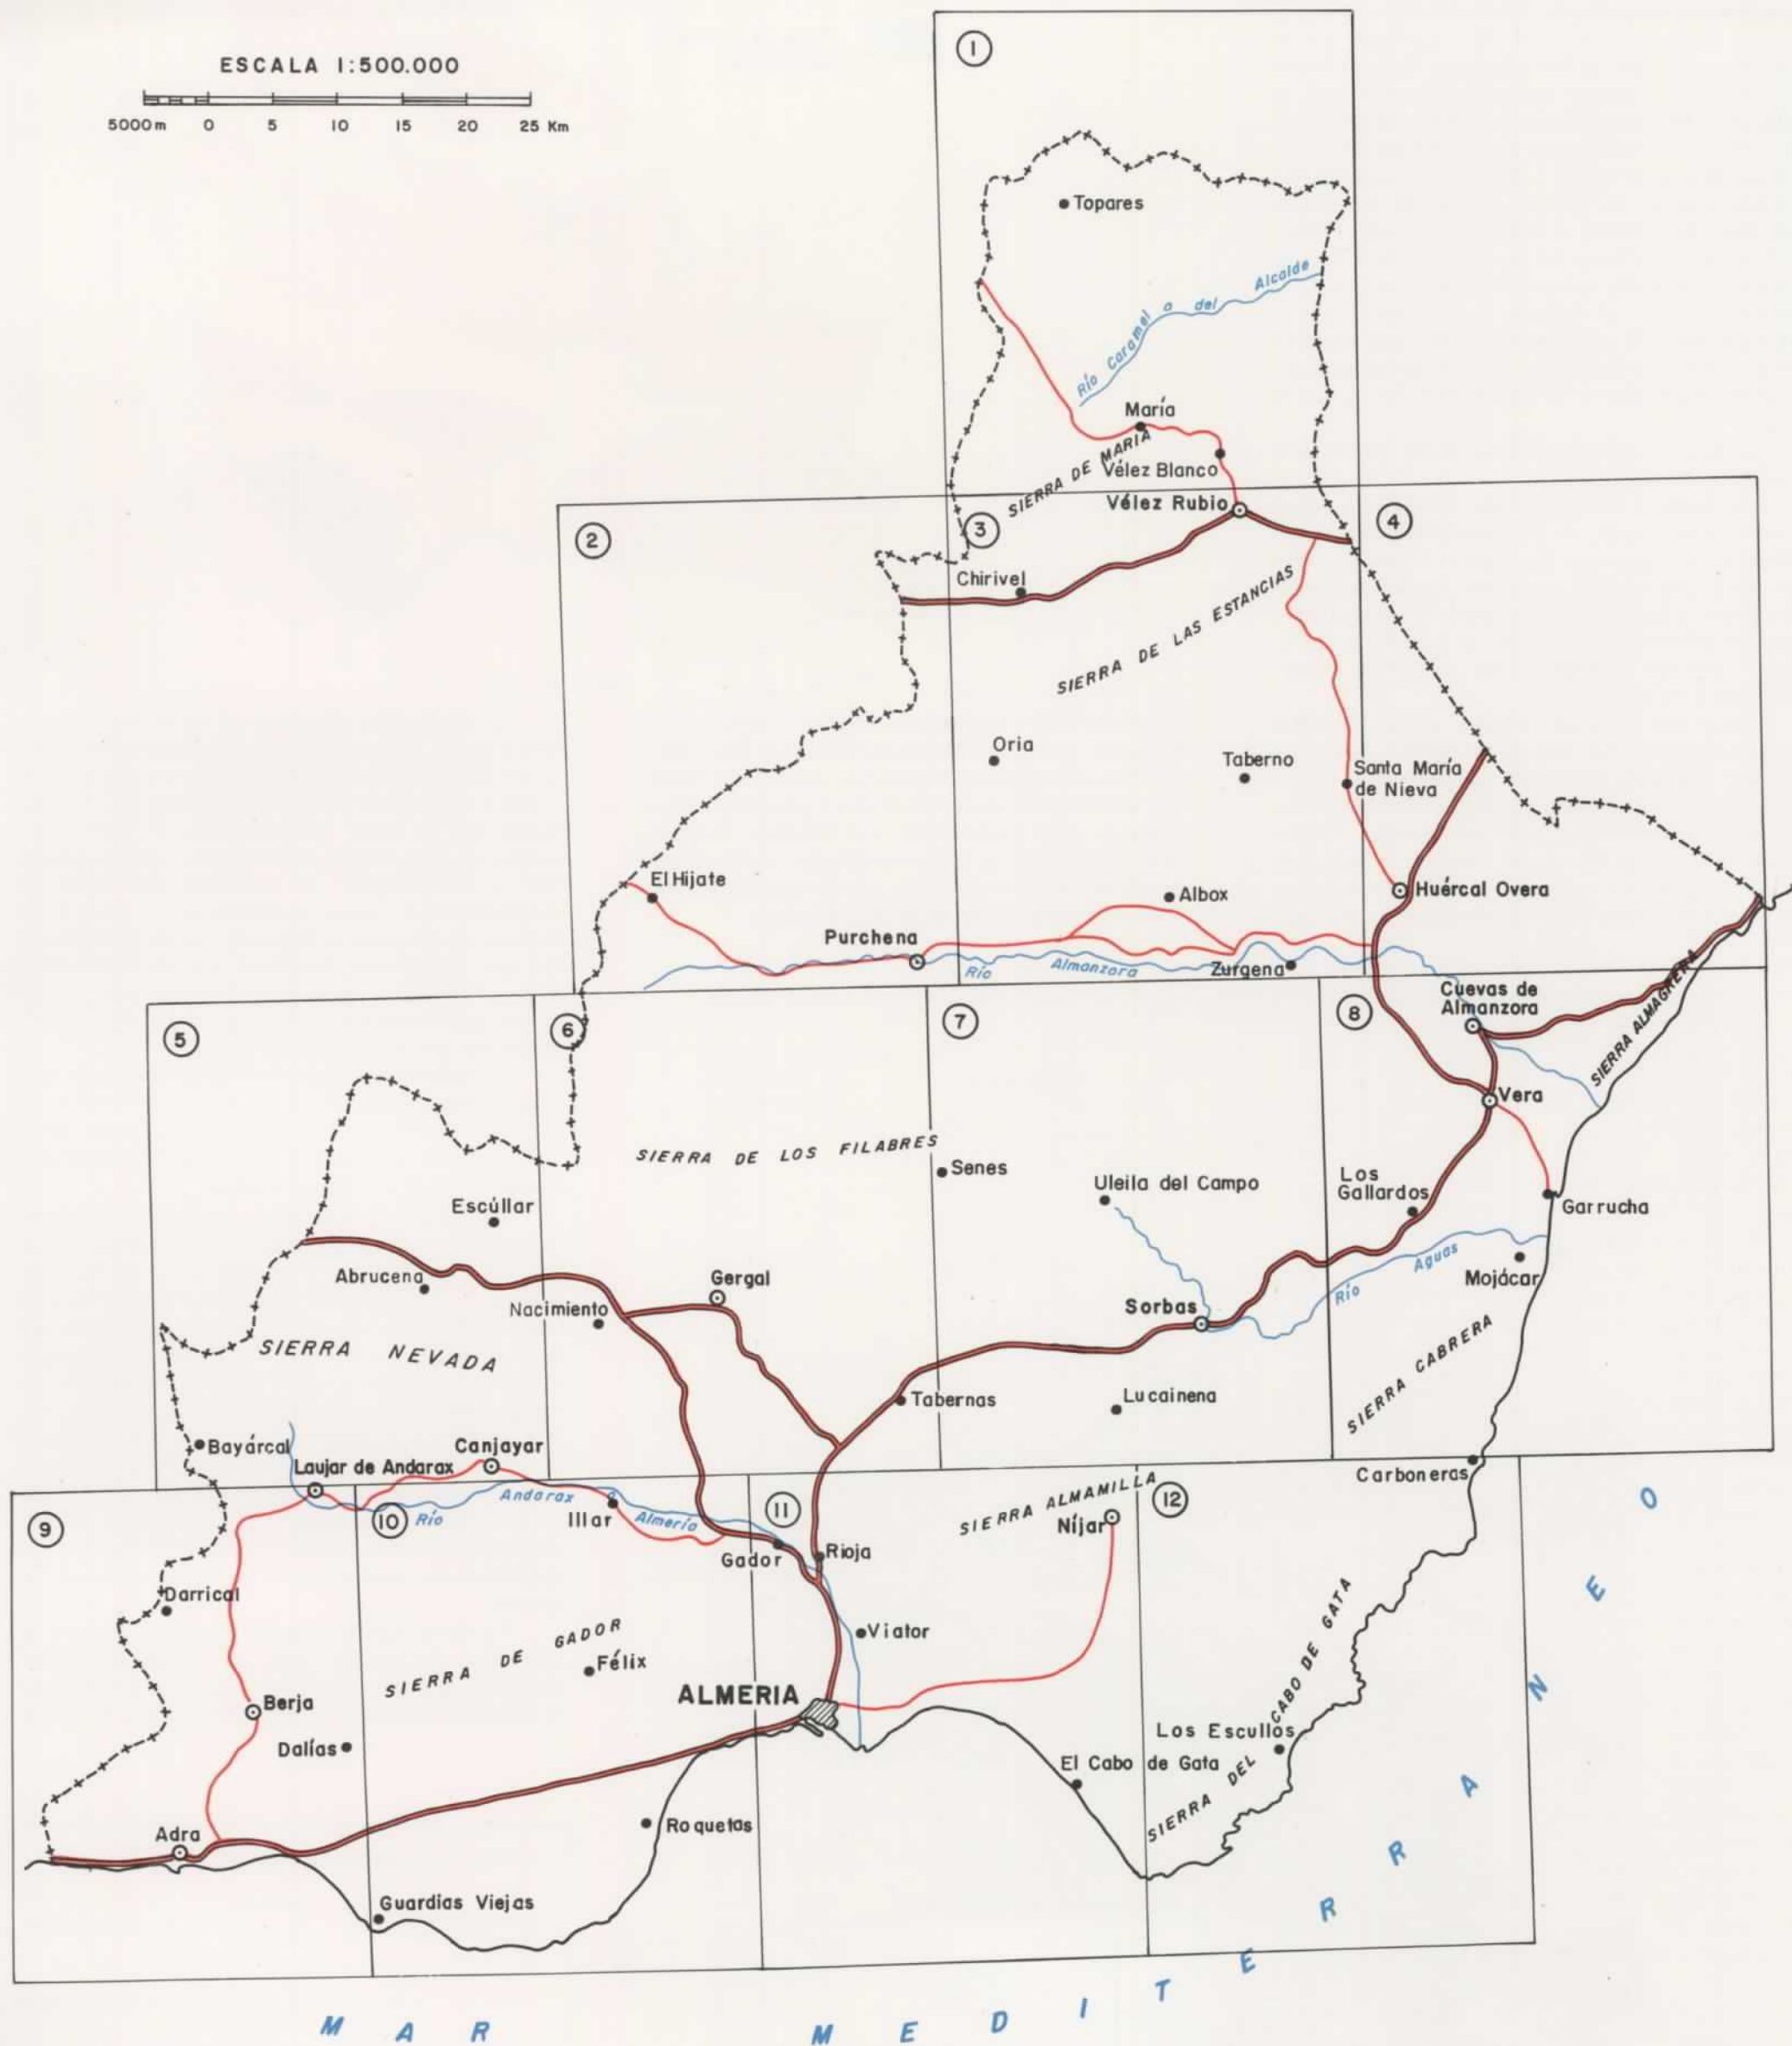 ESCALA 1:500.000
5000 m 0 5 10 15 20 25 Km
1
Topares
Río Caramel o del Alcalde
María
SIERRA DE MARIA
Vélez Blanco
Vélez Rubio
2
3
4
Chirivel
SIERRA DE LAS ESTANCIAS
Oria
Taberno
Santa María
de Nieva
El Hijate
Albox
Huércal Overa
Purchena
Río Almanzora
Zurgena
Cuevas de
Almanzora
SIERRA ALMAGRERA
5
6
7
8
Vera
SIERRA DE LOS FILABRES
Senes
Uleila del Campo
Los
Gallardos
Garrucha
Escúllar
Abrucena
Gergal
Nacimiento
Río Aguas
Mojácar
Sorbas
SIERRA NEVADA
SIERRA CABRERA
Tabernas
Lucainena
Bayárcal
Canjayar
Laujar de Andarax
Carboneras
9
10
11
12
Río Andarax
Illar
Almería
SIERRA ALMAMILLA
Níjar
Gador
Rioja
Darrical
Viator
SIERRA DE GADOR
Félix
SIERRA DEL CABO DE GATA
Berja
ALMERIA
Dalías
Los Escullos
El Cabo de Gata
Adra
Roquetas
Guardias Viejas
MAR MEDITERRANEO